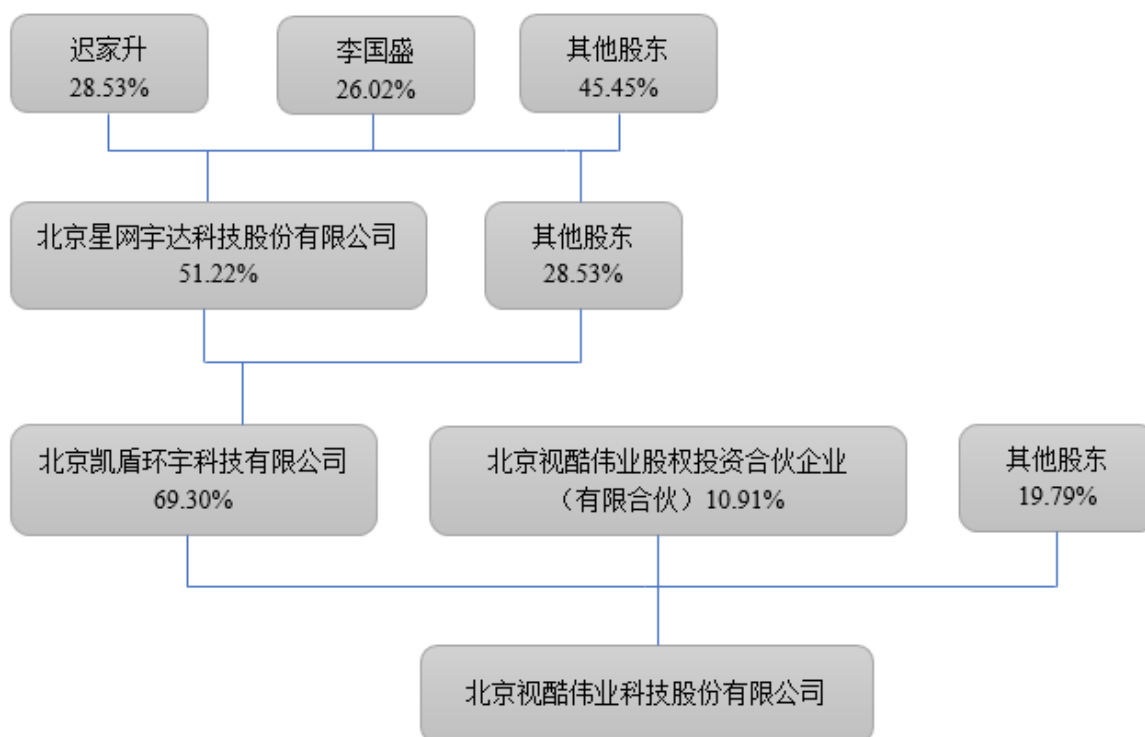 迟家升
28.53%
李国盛
26.02%
其他股东
45.45%
北京星网宇达科技股份有限公司
51.22%
其他股东
28.53%
北京凯盾环宇科技有限公司
69.30%
北京视酷伟业股权投资合伙企业
（有限合伙）10.91%
其他股东
19.79%
北京视酷伟业科技股份有限公司